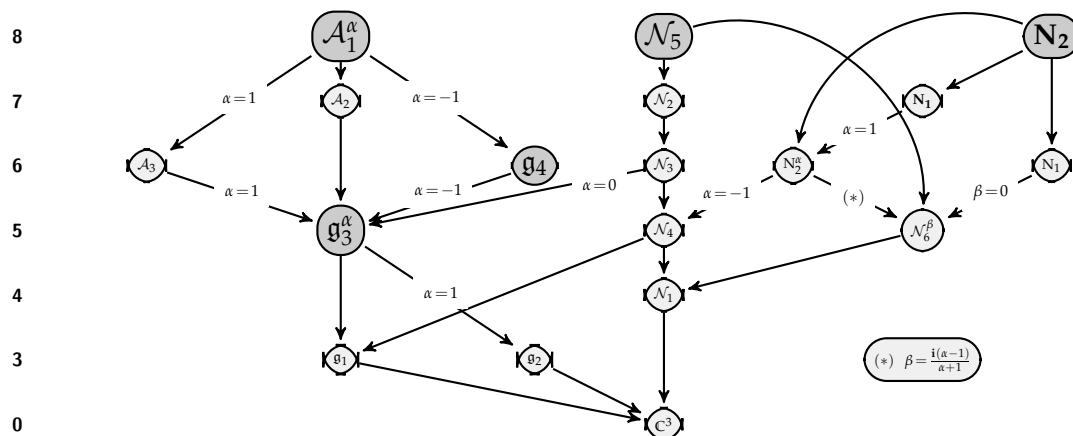 8 𝒜₁^α 𝒩₅ 𝐍₂
α=1 α=−1
7 𝒜₂ 𝒩₂ 𝐍₁
α=1
6 𝒜₃ 𝔤₄ 𝒩₃ N₂^α N₁
α=1 α=−1 α=0 α=−1 (*) β=0
5 𝔤₃^α 𝒩₄ 𝒩₆^β
4 α=1 𝒩₁
3 𝔤₁ 𝔤₂ (*) β=𝐢(α−1)/α+1
0 ℂ³